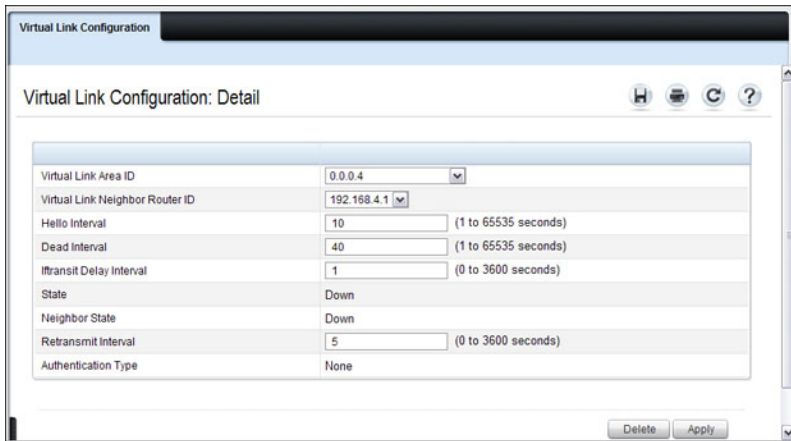 Virtual Link Configuration
Virtual Link Configuration: Detail
Virtual Link Area ID 0.0.0.4
Virtual Link Neighbor Router ID 192.168.4.1
Hello Interval 10 (1 to 65535 seconds)
Dead Interval 40 (1 to 65535 seconds)
Iftransit Delay Interval 1 (0 to 3600 seconds)
State Down
Neighbor State Down
Retransmit Interval 5 (0 to 3600 seconds)
Authentication Type None
Delete Apply